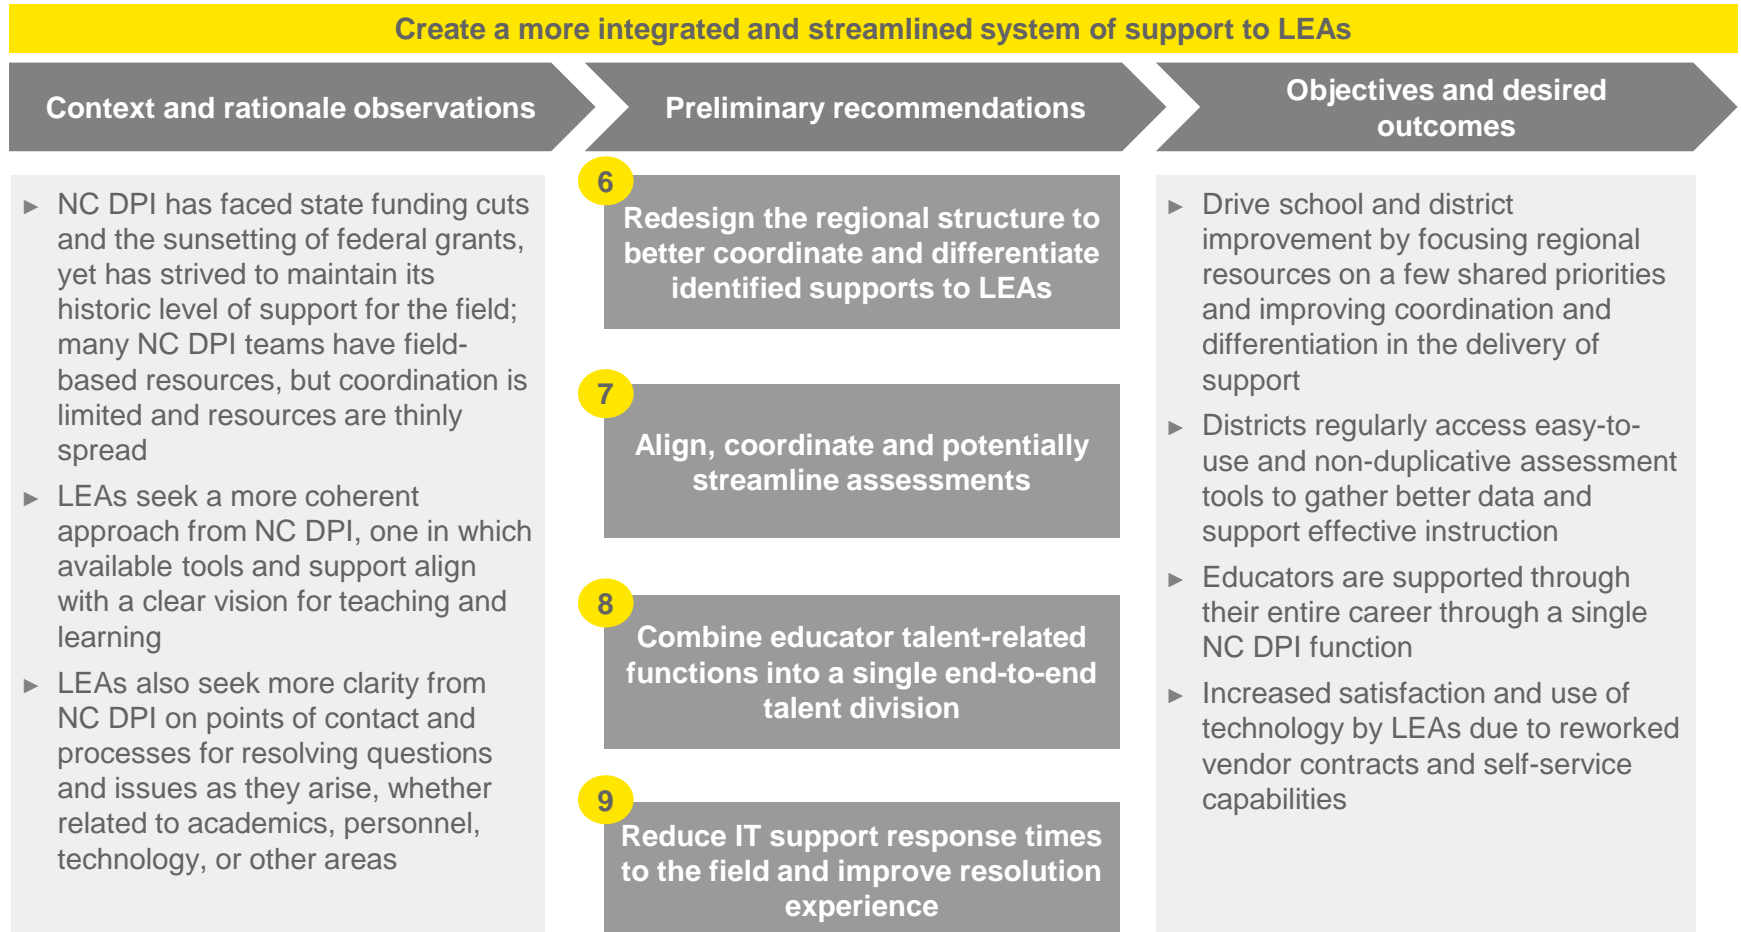 Create a more integrated and streamlined system of support to LEAs
Context and rationale observations
Preliminary recommendations
Objectives and desired
outcomes
► NC DPI has faced state funding cuts
and the sunsetting of federal grants,
yet has strived to maintain its
historic level of support for the field;
many NC DPI teams have field-
based resources, but coordination is
limited and resources are thinly
spread
► LEAs seek a more coherent
approach from NC DPI, one in which
available tools and support align
with a clear vision for teaching and
learning
► LEAs also seek more clarity from
NC DPI on points of contact and
processes for resolving questions
and issues as they arise, whether
related to academics, personnel,
technology, or other areas
6
Redesign the regional structure to
better coordinate and differentiate
identified supports to LEAs
7
Align, coordinate and potentially
streamline assessments
8
Combine educator talent-related
functions into a single end-to-end
talent division
9
Reduce IT support response times
to the field and improve resolution
experience
► Drive school and district
improvement by focusing regional
resources on a few shared priorities
and improving coordination and
differentiation in the delivery of
support
► Districts regularly access easy-to-
use and non-duplicative assessment
tools to gather better data and
support effective instruction
► Educators are supported through
their entire career through a single
NC DPI function
► Increased satisfaction and use of
technology by LEAs due to reworked
vendor contracts and self-service
capabilities